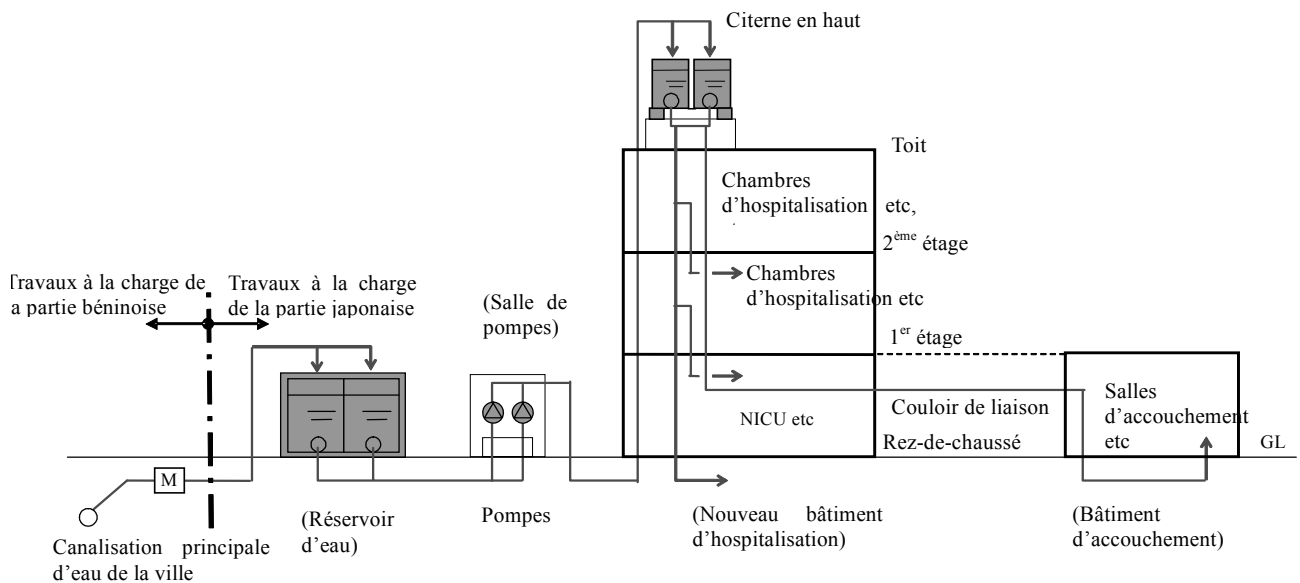 Citerne en haut
Toit
Chambres
d’hospitalisation etc,
2ème étage
Chambres
d’hospitalisation etc
1er étage
Travaux à la charge de
a partie béninoise
Travaux à la charge
de la partie japonaise
(Salle de
pompes)
NICU etc
Couloir de liaison
Rez-de-chaussé
Salles
d’accouchement
etc
GL
M
Canalisation principale
d’eau de la ville
(Réservoir
d’eau)
Pompes
(Nouveau bâtiment
d’hospitalisation)
(Bâtiment
d’accouchement)